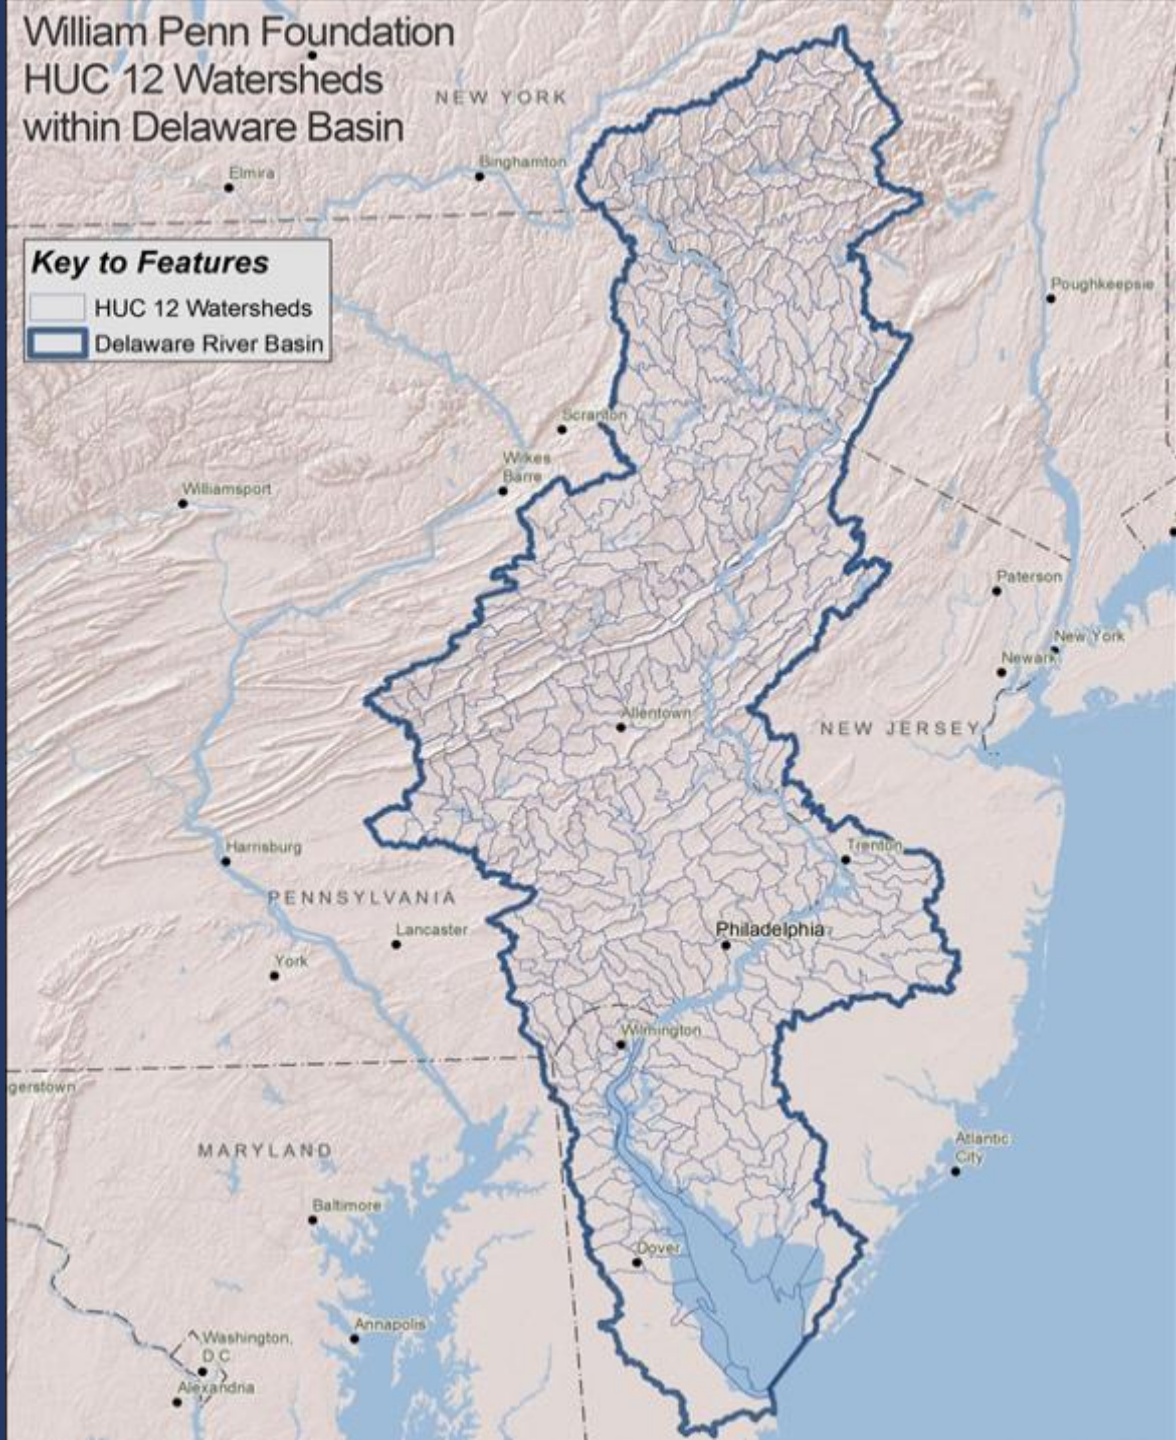 William Penn Foundation
HUC 12 Watersheds
within Delaware Basin
NEW YORK
Binghamton
Elmira
Key to Features
HUC 12 Watersheds
Delaware River Basin
Poughkeepsie
Scranton
Wilkes
Barre
Williamsport
Paterson
New York
Newark
Allentown
NEW JERSEY
Harrisburg
Trenton
PENNSYLVANIA
Lancaster
Philadelphia
York
Wilmington
gerstown
MARYLAND
Atlantic
City
Baltimore
Dover
Annapolis
Washington,
D C
Alexandria